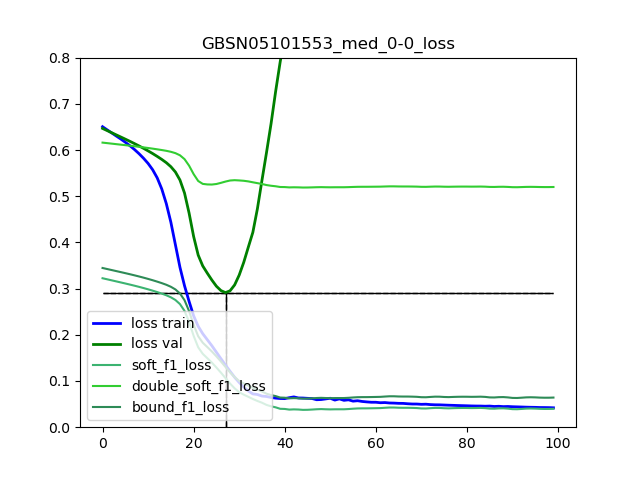 GBSN05101553_med_0-0_loss
0.8
0.7
0.6
0.5
0.4
0.3
0.2
0.1
0.0
loss train
loss val
soft_f1_loss
double_soft_f1_loss
bound_f1_loss
0 20 40 60 80 100